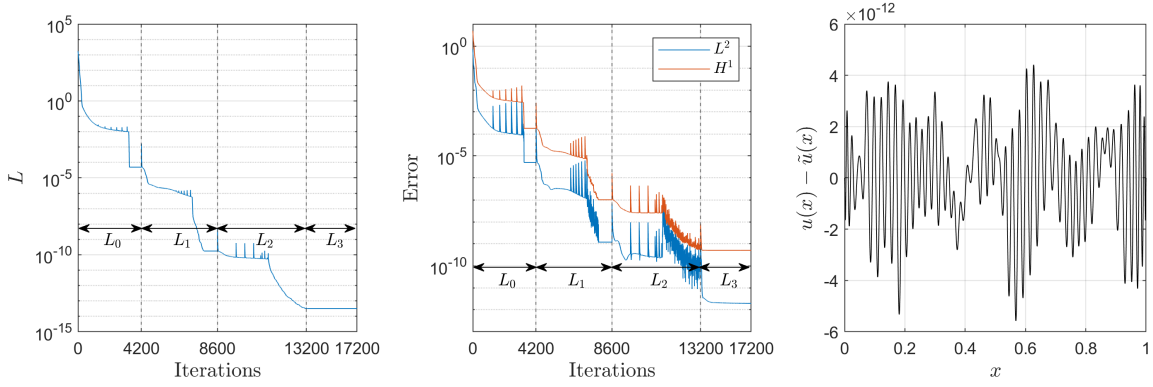 10^5
10^0
10^-5
10^-10
10^-15
L
L_0
L_1
L_2
L_3
0
4200
8600
13200
17200
Iterations
10^0
10^-5
10^-10
Error
L^2
H^1
L_0
L_1
L_2
L_3
0
4200
8600
13200
17200
Iterations
×10^-12
6
4
2
0
-2
-4
-6
u(x) − ũ(x)
0
0.2
0.4
0.6
0.8
1
x